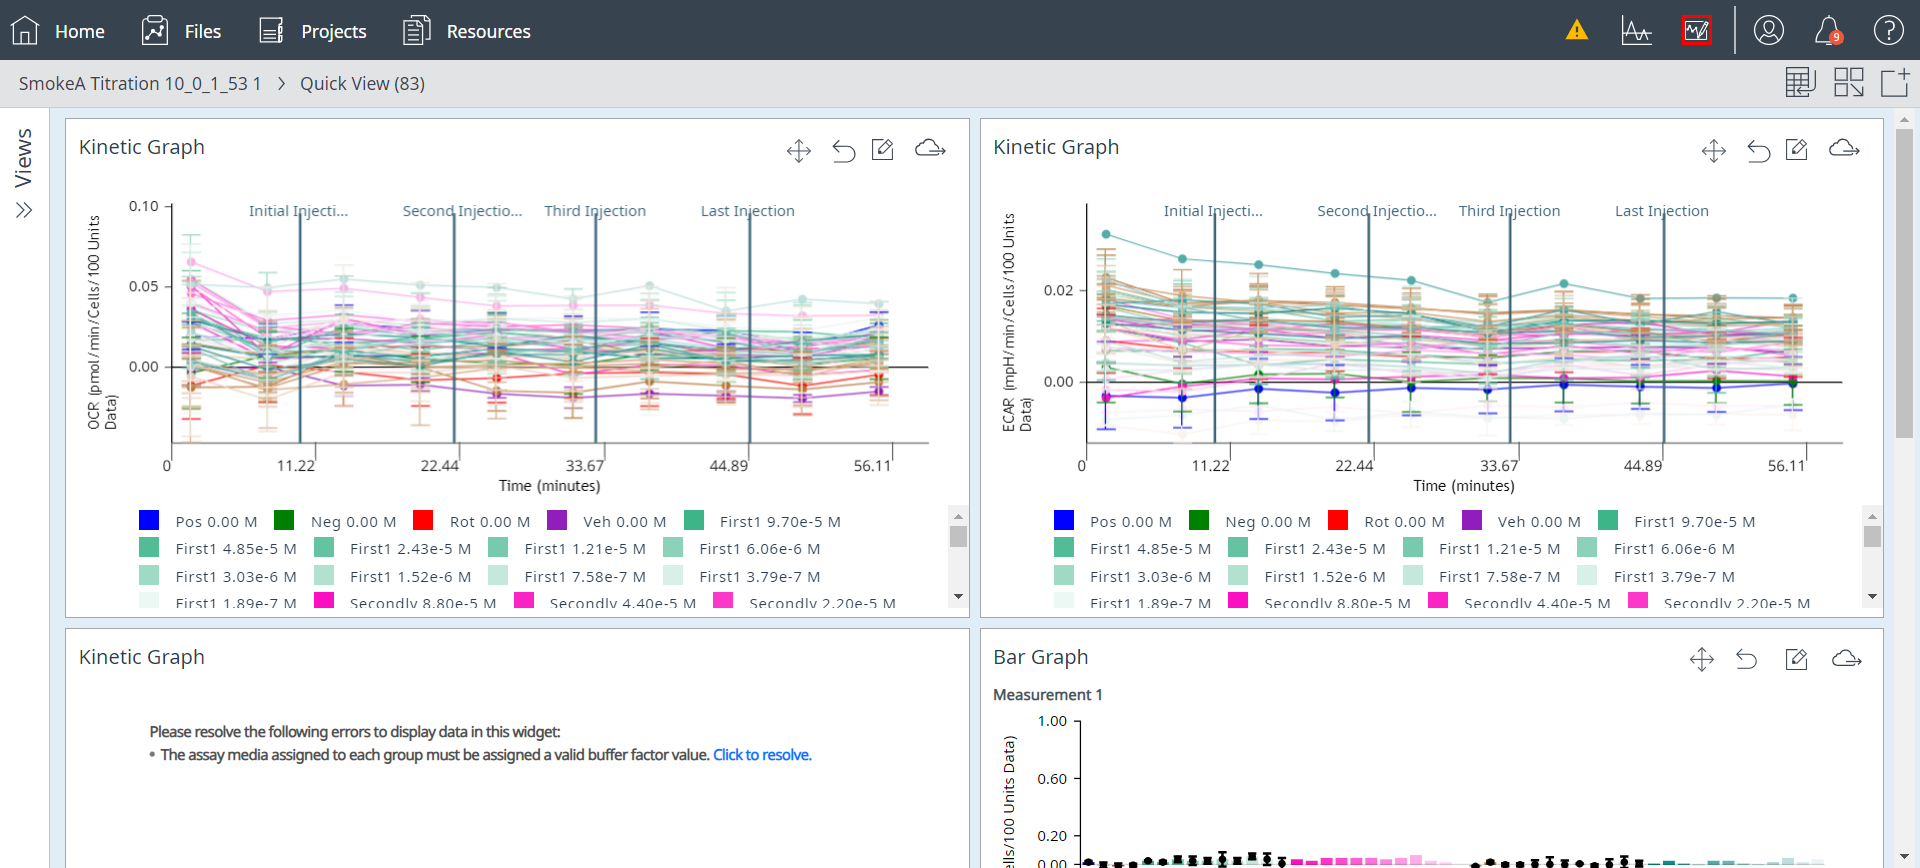 Home Files Projects Resources 9
SmokeA Titration 10_0_1_53 1 > Quick View (83)
Views
Kinetic Graph
OCR (pmol/min/Cells/100 Units Data)
0.10
0.05
0.00
Initial Injecti... Second Injectio... Third Injection Last Injection
0 11.22 22.44 33.67 44.89 56.11
Time (minutes)
Pos 0.00 M Neg 0.00 M Rot 0.00 M Veh 0.00 M First1 9.70e-5 M
First1 4.85e-5 M First1 2.43e-5 M First1 1.21e-5 M First1 6.06e-6 M
First1 3.03e-6 M First1 1.52e-6 M First1 7.58e-7 M First1 3.79e-7 M
First1 1.89e-7 M Secondly 8.80e-5 M Secondly 4.40e-5 M Secondly 2.20e-5 M
Kinetic Graph
ECAR (mpH/min/Cells/100 Units Data)
0.02
0.00
Initial Injecti... Second Injectio... Third Injection Last Injection
0 11.22 22.44 33.67 44.89 56.11
Time (minutes)
Pos 0.00 M Neg 0.00 M Rot 0.00 M Veh 0.00 M First1 9.70e-5 M
First1 4.85e-5 M First1 2.43e-5 M First1 1.21e-5 M First1 6.06e-6 M
First1 3.03e-6 M First1 1.52e-6 M First1 7.58e-7 M First1 3.79e-7 M
First1 1.89e-7 M Secondly 8.80e-5 M Secondly 4.40e-5 M Secondly 2.20e-5 M
Kinetic Graph
Please resolve the following errors to display data in this widget:
• The assay media assigned to each group must be assigned a valid buffer factor value. Click to resolve.
Bar Graph
Measurement 1
/100 Units Data)
1.00
0.60
0.20
0.00